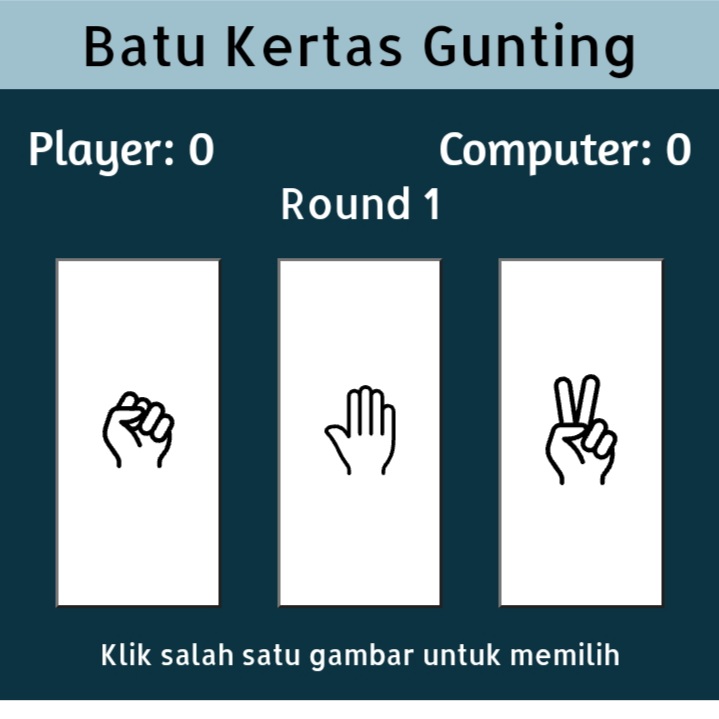 Batu Kertas Gunting
Player: 0
Computer: 0
Round 1
Klik salah satu gambar untuk memilih